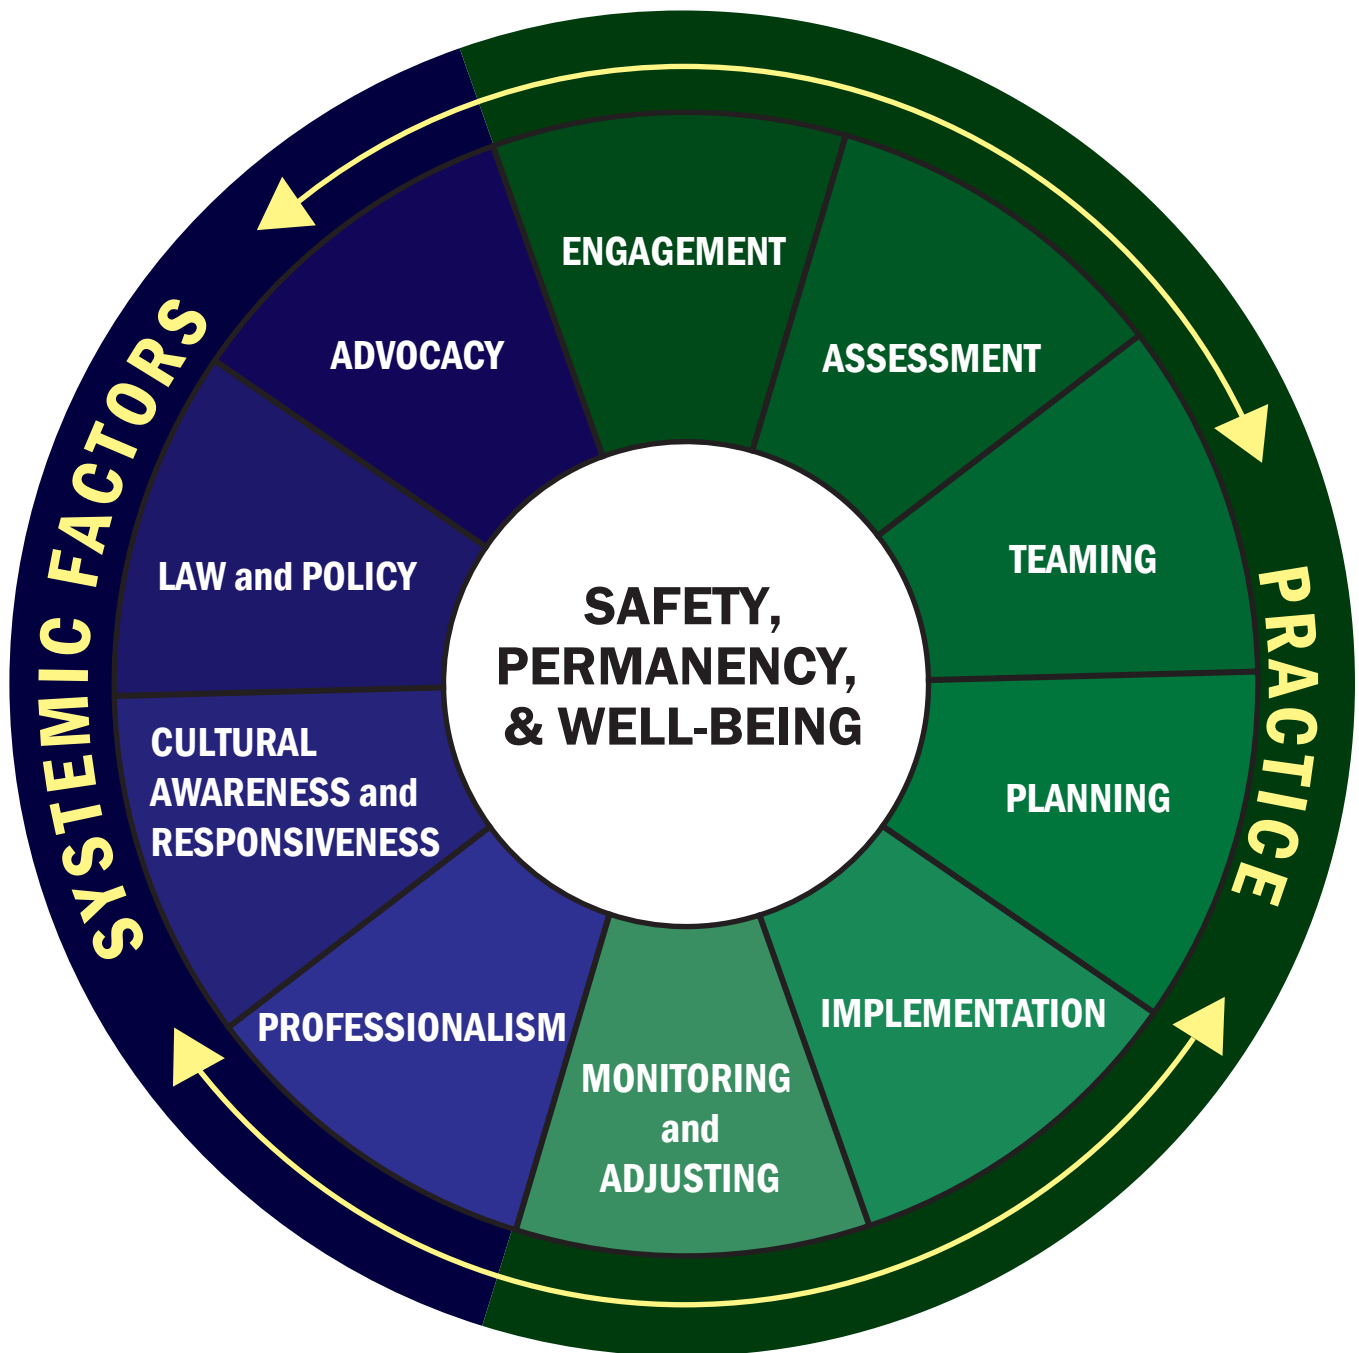 SYSTEMIC FACTORS
PRACTICE
ENGAGEMENT
ASSESSMENT
TEAMING
PLANNING
IMPLEMENTATION
MONITORING
and
ADJUSTING
PROFESSIONALISM
CULTURAL
AWARENESS and
RESPONSIVENESS
LAW and POLICY
ADVOCACY
SAFETY,
PERMANENCY,
& WELL-BEING